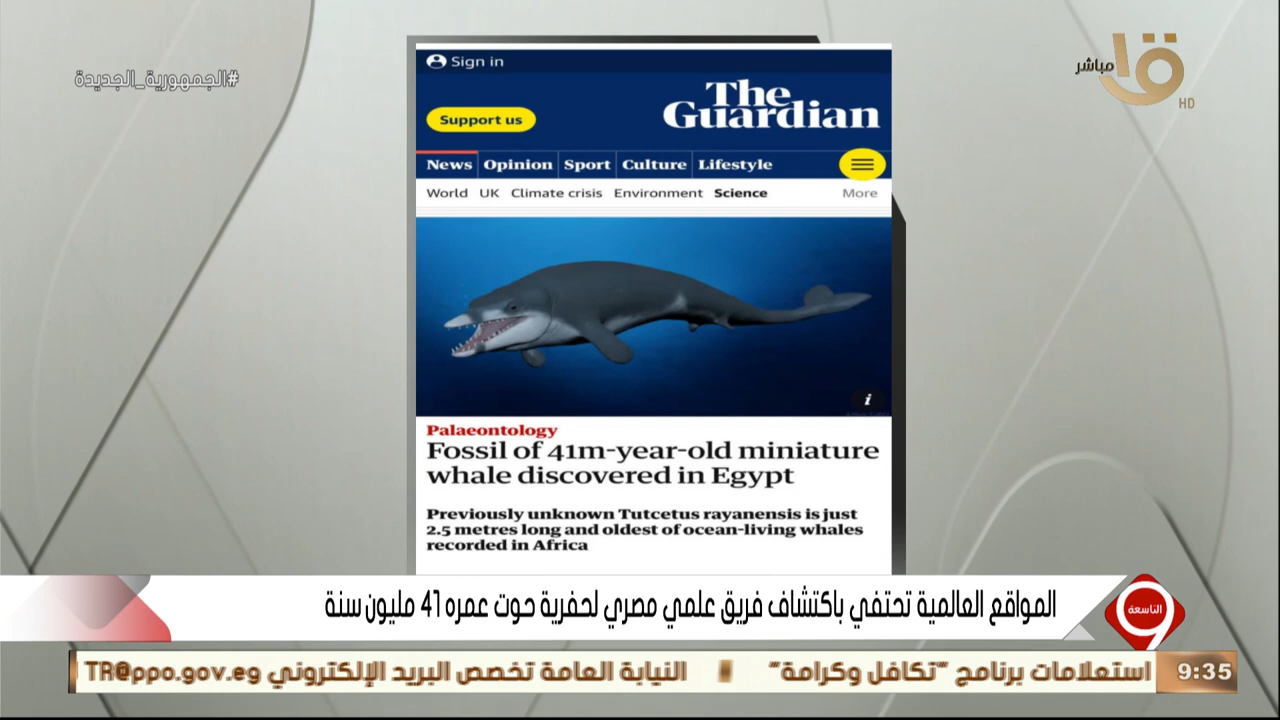 #الجمهورية_الجديدة
مباشر
HD
Sign in
The
Guardian
Support us
News Opinion Sport Culture Lifestyle
World UK Climate crisis Environment Science More
i
Palaeontology
Fossil of 41m-year-old miniature
whale discovered in Egypt
Previously unknown Tutcetus rayanensis is just
2.5 metres long and oldest of ocean-living whales
recorded in Africa
التاسعة
9
المواقع العالمية تحتفي باكتشاف فريق علمي مصري لحفرية حوت عمره 41 مليون سنة
9:35 استعلامات برنامج "تكافل وكرامة" النيابة العامة تخصص البريد الإلكتروني TR@ppo.gov.eg